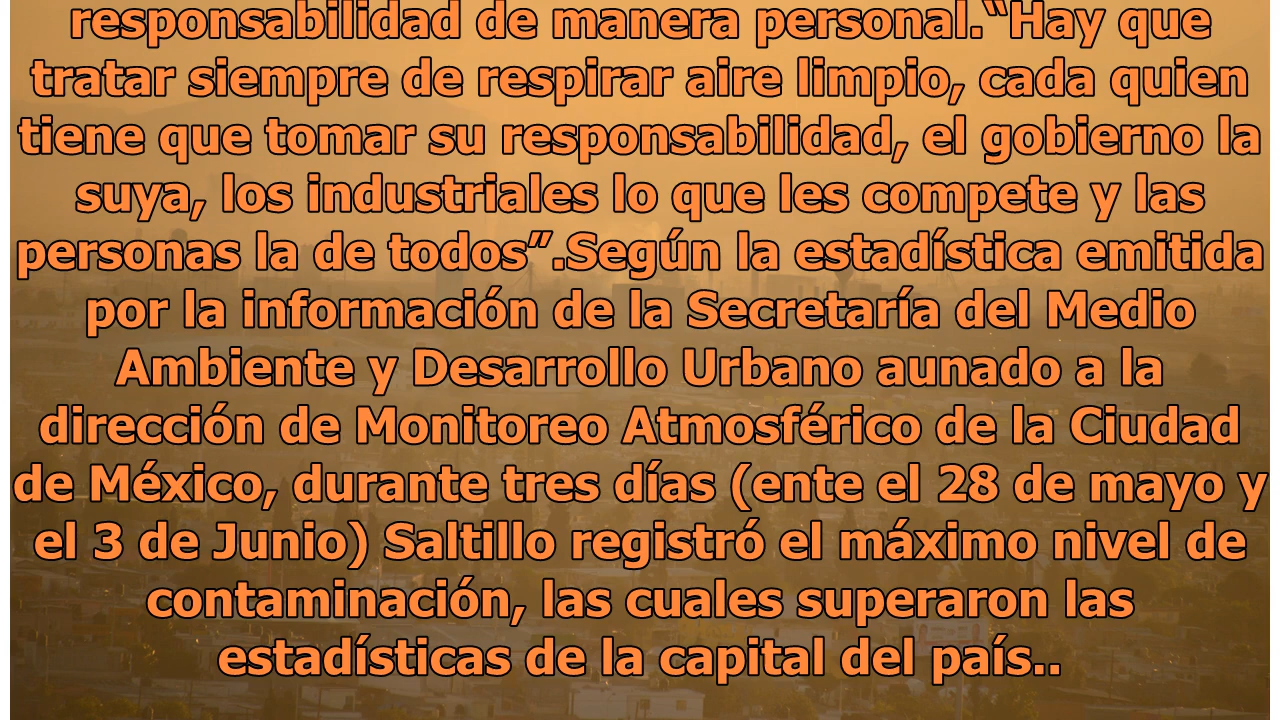 responsabilidad de manera personal.“Hay que
tratar siempre de respirar aire limpio, cada quien
tiene que tomar su responsabilidad, el gobierno la
suya, los industriales lo que les compete y las
personas la de todos”.Según la estadística emitida
por la información de la Secretaría del Medio
Ambiente y Desarrollo Urbano aunado a la
dirección de Monitoreo Atmosférico de la Ciudad
de México, durante tres días (ente el 28 de mayo y
el 3 de Junio) Saltillo registró el máximo nivel de
contaminación, las cuales superaron las
estadísticas de la capital del país..